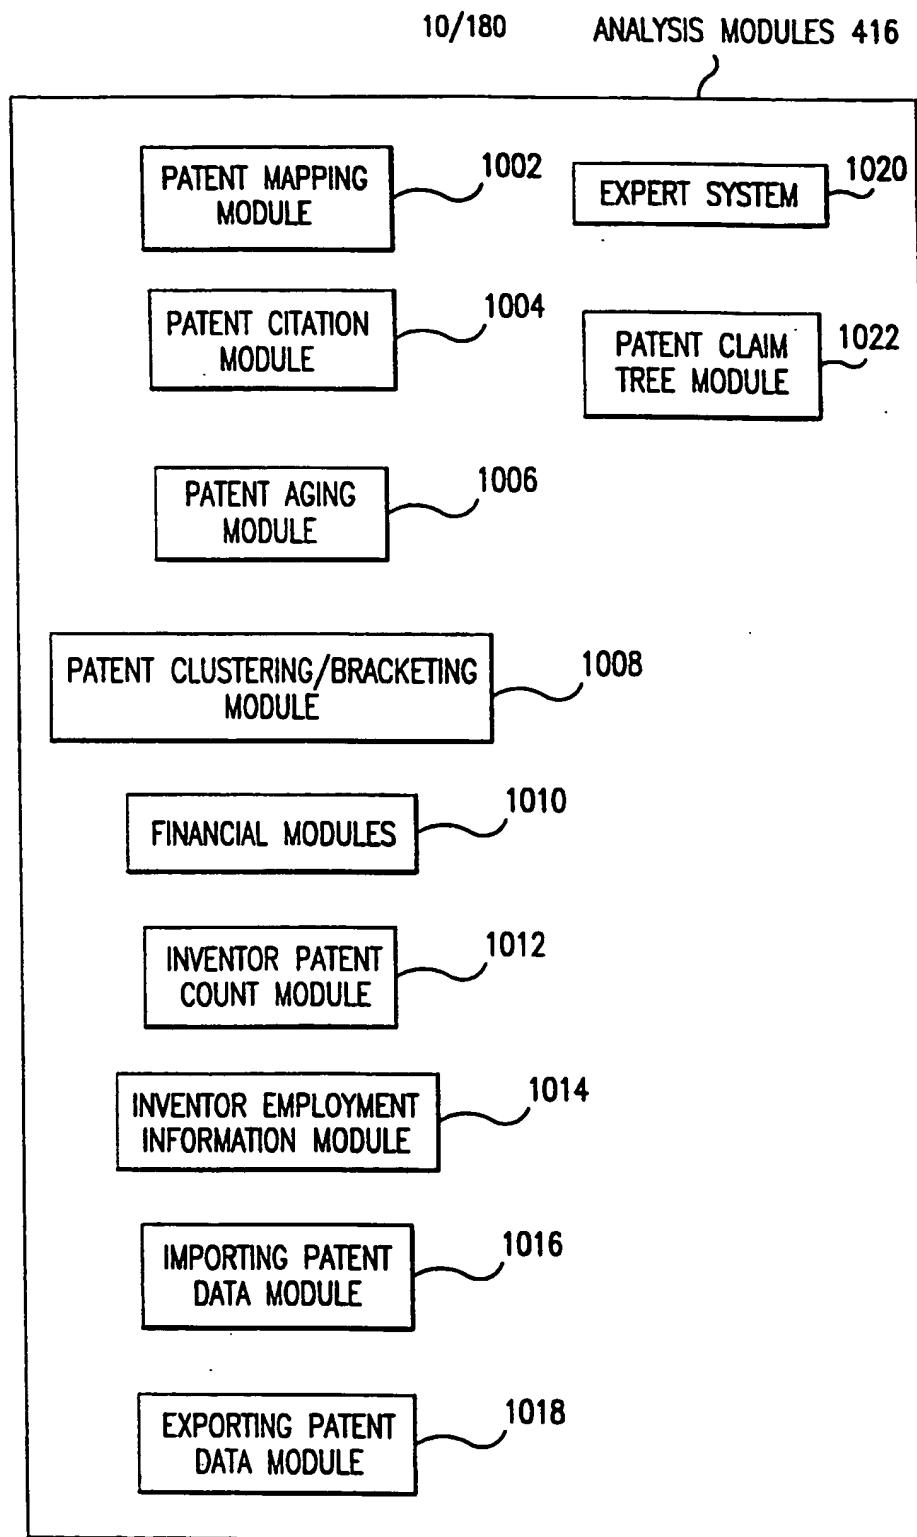 10/180
ANALYSIS MODULES 416
PATENT MAPPING
MODULE
1002
EXPERT SYSTEM
1020
PATENT CITATION
MODULE
1004
PATENT CLAIM
TREE MODULE
1022
PATENT AGING
MODULE
1006
PATENT CLUSTERING/BRACKETING
MODULE
1008
FINANCIAL MODULES
1010
INVENTOR PATENT
COUNT MODULE
1012
INVENTOR EMPLOYMENT
INFORMATION MODULE
1014
IMPORTING PATENT
DATA MODULE
1016
EXPORTING PATENT
DATA MODULE
1018